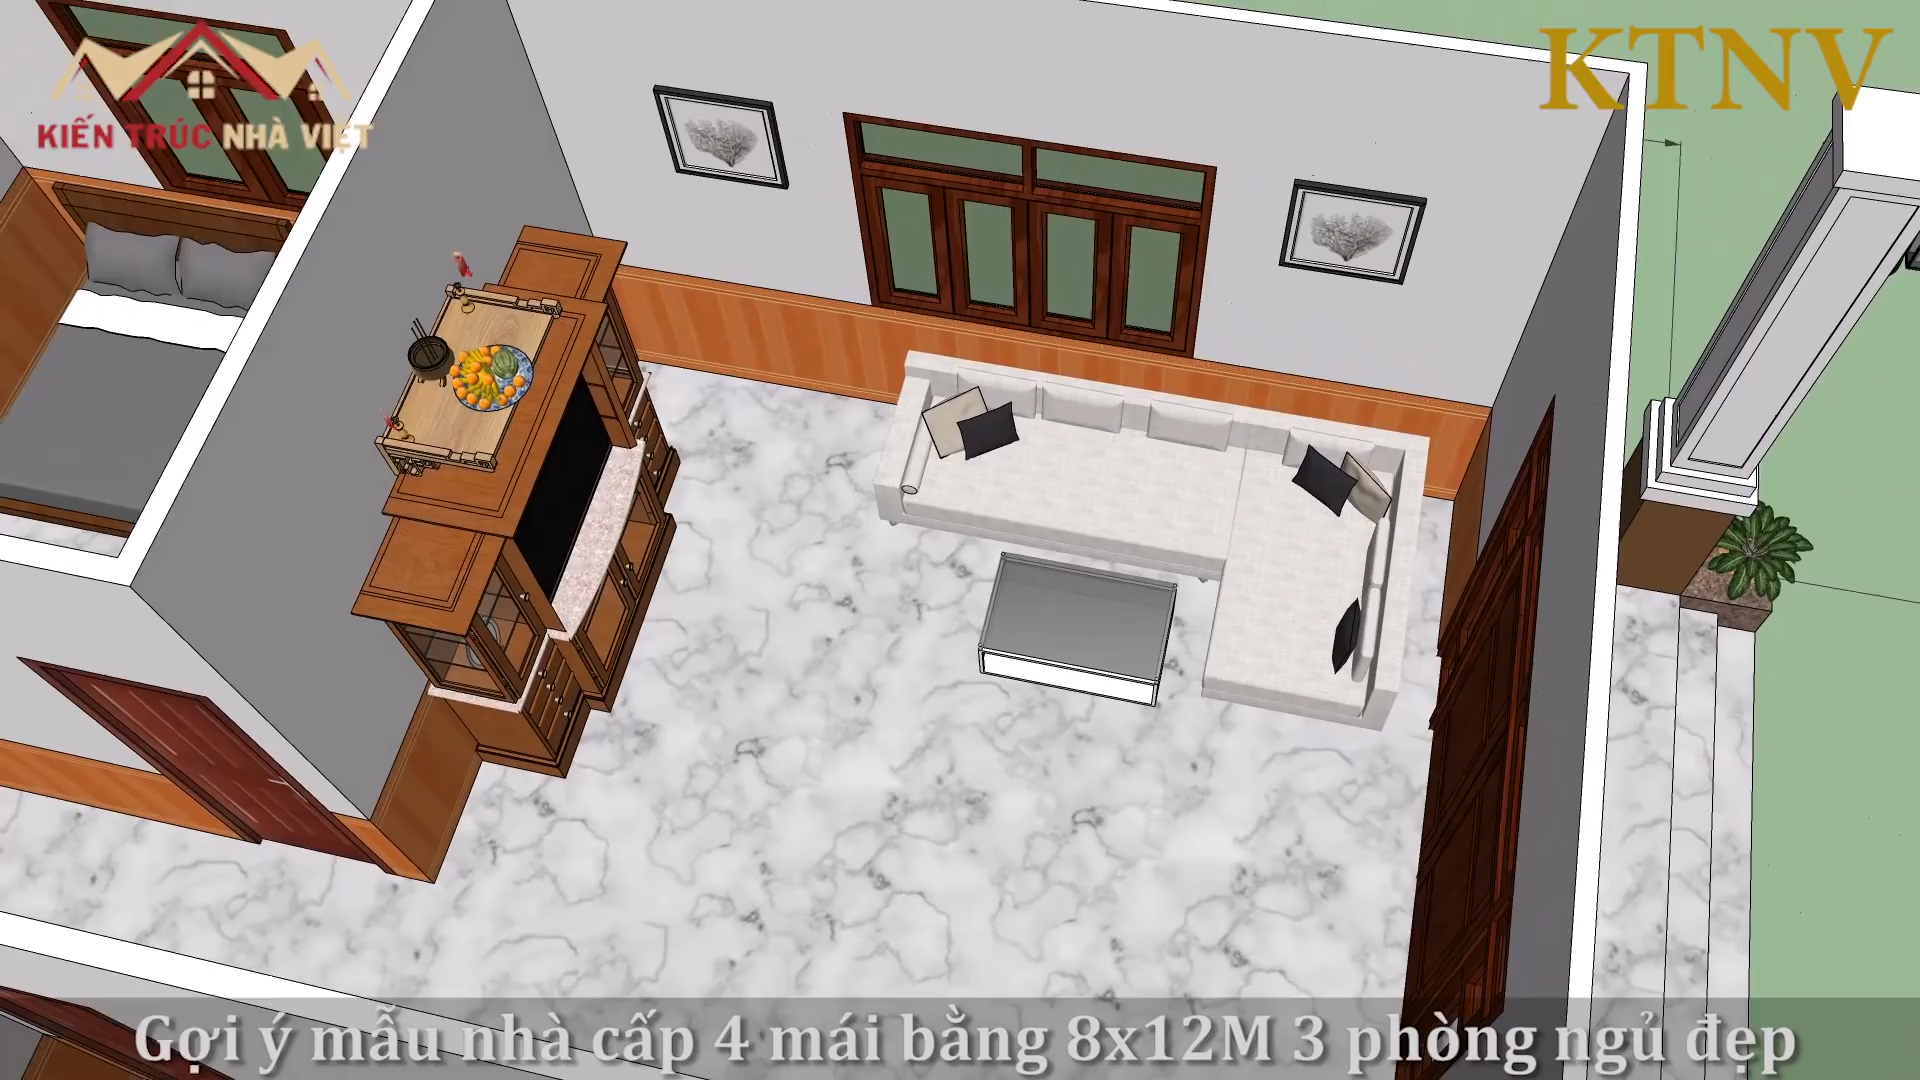 KIẾN TRÚC NHÀ VIỆT
KTNV
Gợi ý mẫu nhà cấp 4 mái bằng 8x12M 3 phòng ngủ đẹp